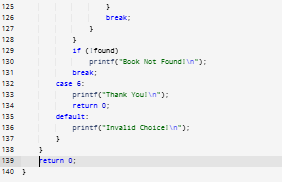 125 }
126 break;
127 }
128 }
129 if (!found)
130 printf("Book Not Found!\n");
131 break;
132 case 6:
133 printf("Thank You!\n");
134 return 0;
135 default:
136 printf("Invalid Choice!\n");
137 }
138 }
139 return 0;
140 }